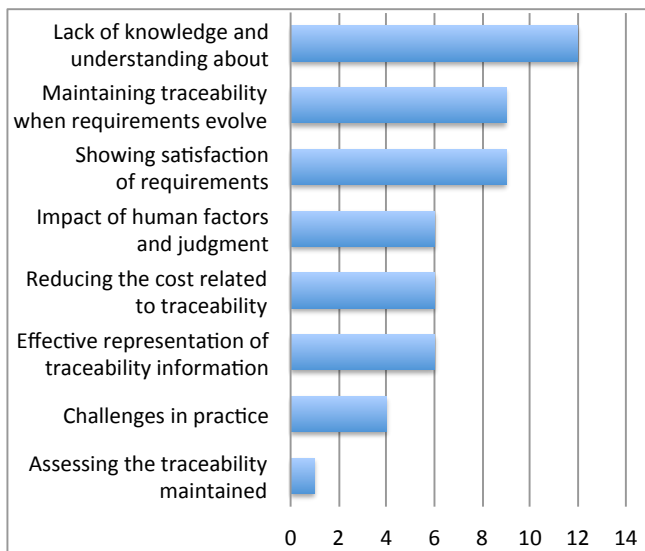 Lack of knowledge and
understanding about
Maintaining traceability
when requirements evolve
Showing satisfaction
of requirements
Impact of human factors
and judgment
Reducing the cost related
to traceability
Effective representation of
traceability information
Challenges in practice
Assessing the traceability
maintained
0 2 4 6 8 10 12 14